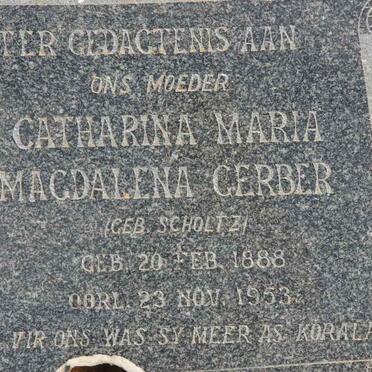 TER GEDAGTENIS AAN
ONS MOEDER
CATHARINA MARIA
MAGDALENA GERBER
(GEB. SCHOLTZ)
GEB. 20 FEB. 1888
OORL. 23 NOV. 1953.
VIR ONS WAS SY MEER AS KORALE